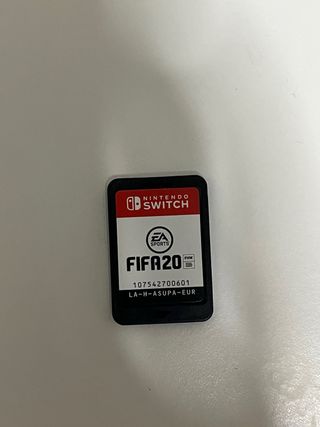 NINTENDO
SWITCH
EA
SPORTS
FIFA20
107542700601
LA-H-ASUPA-EUR